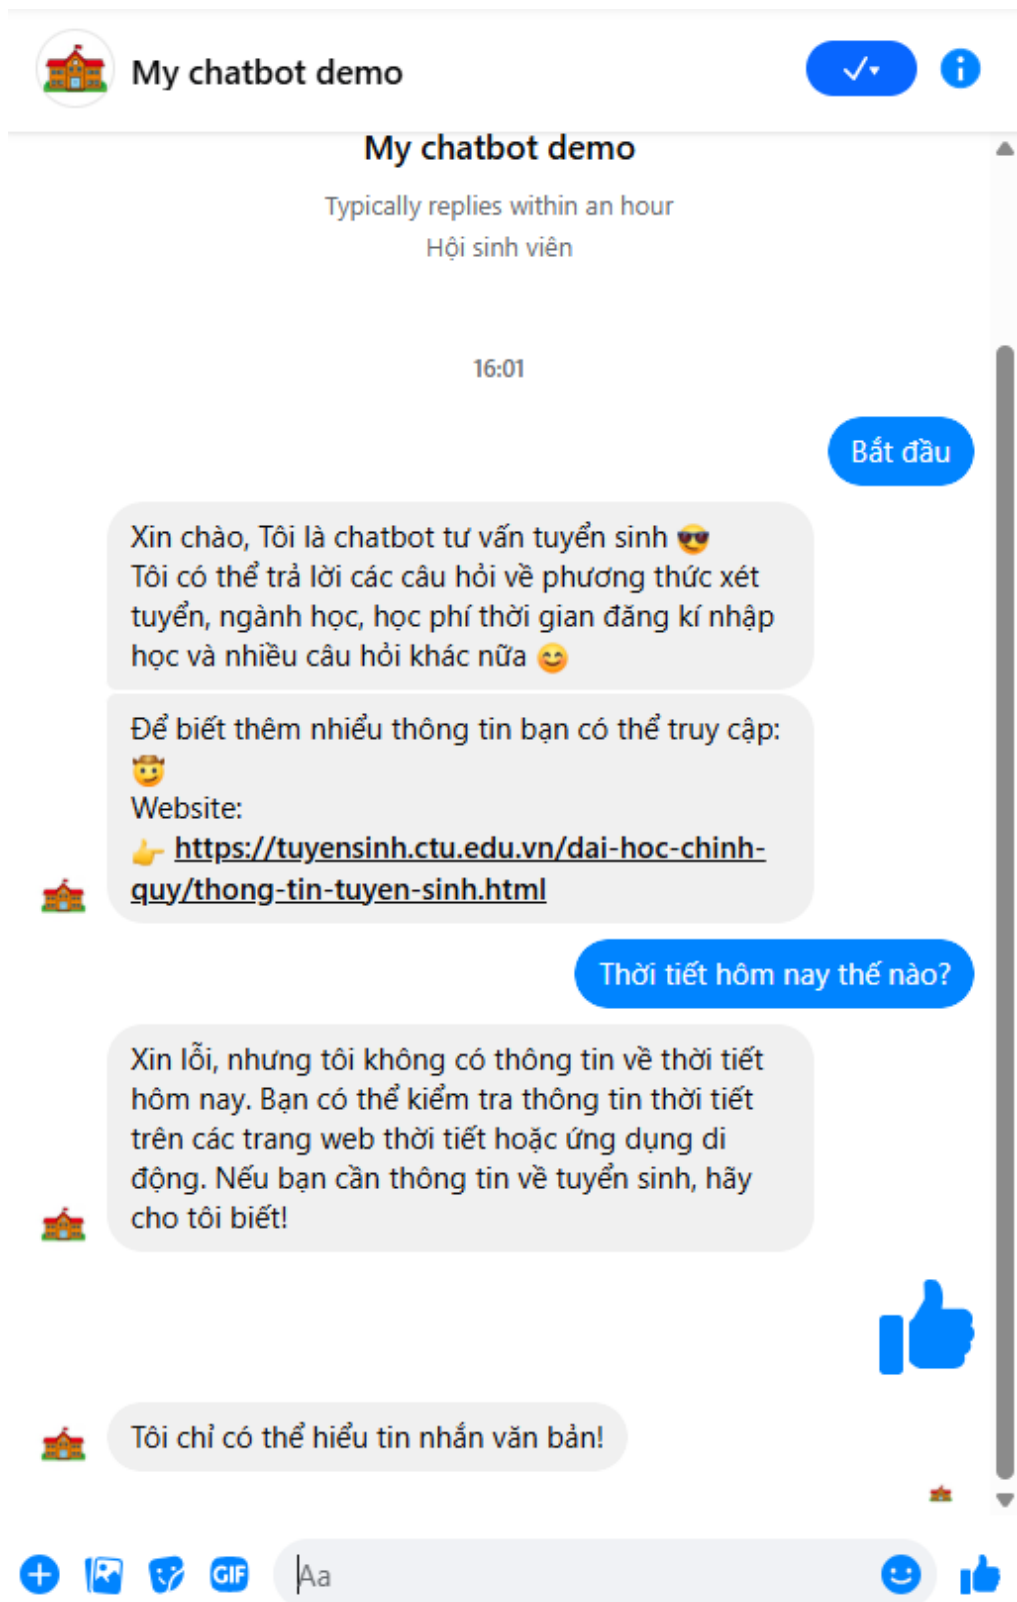 My chatbot demo
My chatbot demo
Typically replies within an hour
Hội sinh viên
16:01
Bắt đầu
Xin chào, Tôi là chatbot tư vấn tuyển sinh 😎
Tôi có thể trả lời các câu hỏi về phương thức xét
tuyển, ngành học, học phí thời gian đăng kí nhập
học và nhiều câu hỏi khác nữa 😊
Để biết thêm nhiểu thông tin bạn có thể truy cập:
🤠
Website:
👉 https://tuyensinh.ctu.edu.vn/dai-hoc-chinh-
quy/thong-tin-tuyen-sinh.html
Thời tiết hôm nay thế nào?
Xin lỗi, nhưng tôi không có thông tin về thời tiết
hôm nay. Bạn có thể kiểm tra thông tin thời tiết
trên các trang web thời tiết hoặc ứng dụng di
động. Nếu bạn cần thông tin về tuyển sinh, hãy
cho tôi biết!
Tôi chỉ có thể hiểu tin nhắn văn bản!
GIF
Aa